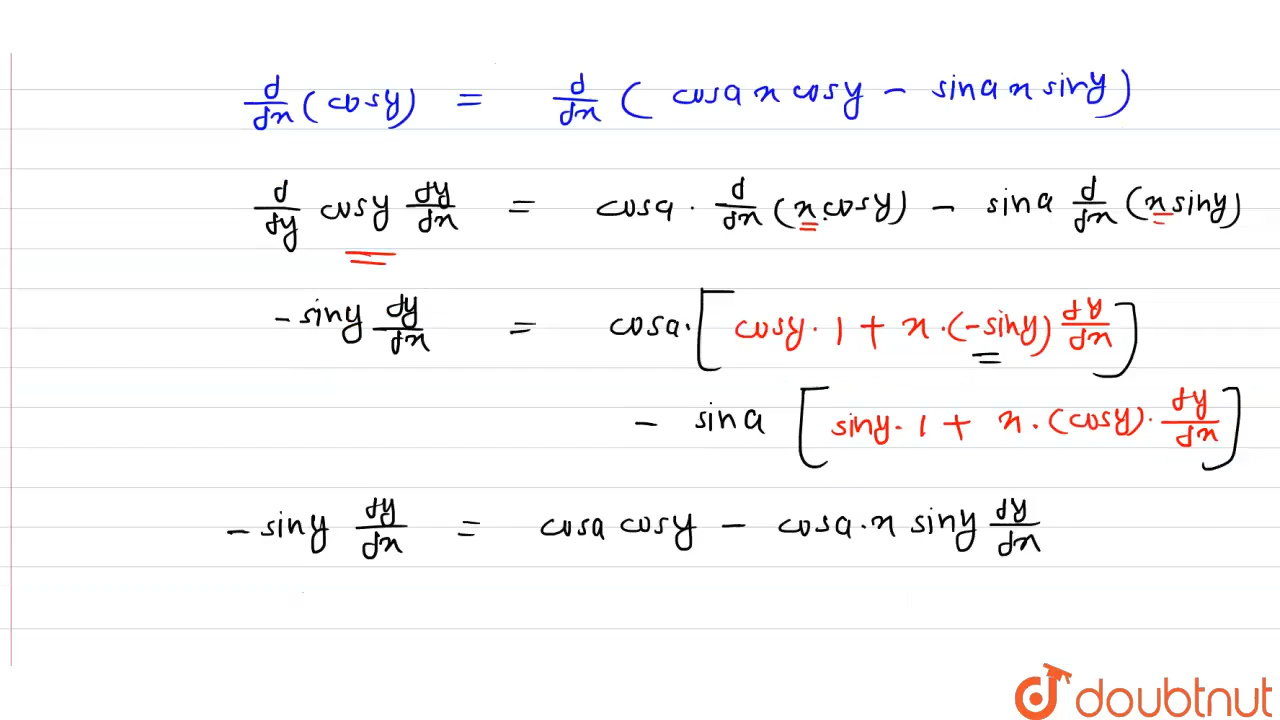 d/dx (cosy) = d/dx ( cosa x cosy − sina x siny )
d/dy cosy dy/dx = cosa · d/dx (x.cosy) − sina d/dx (x siny)
− siny dy/dx = cosa · [ cosy · 1 + x · (−siny) dy/dx ]
− sina [ siny · 1 + x · (cosy) · dy/dx ]
− siny dy/dx = cosa cosy − cosa · x siny dy/dx
doubtnut